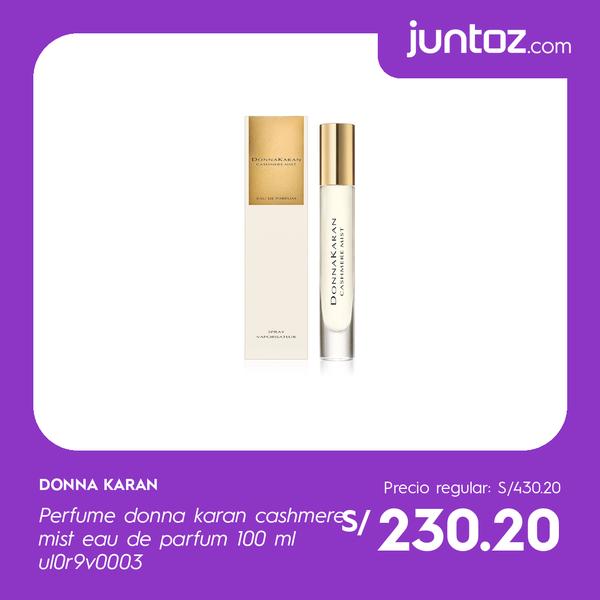 juntoz.com
DONNAKARAN
CASHMERE MIST
EAU DE PARFUM
SPRAY
VAPORISATEUR
DONNAKARAN
CASHMERE MIST
DONNA KARAN
Perfume donna karan cashmere
mist eau de parfum 100 ml
ul0r9v0003
Precio regular: S/430.20
S/ 230.20